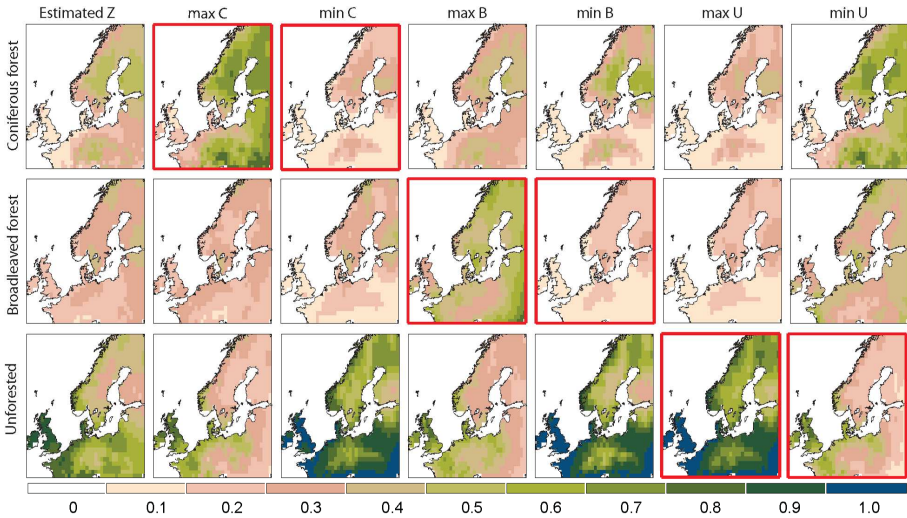 Estimated Z max C min C max B min B max U min U
Coniferous forest
Broadleaved forest
Unforested
0 0.1 0.2 0.3 0.4 0.5 0.6 0.7 0.8 0.9 1.0